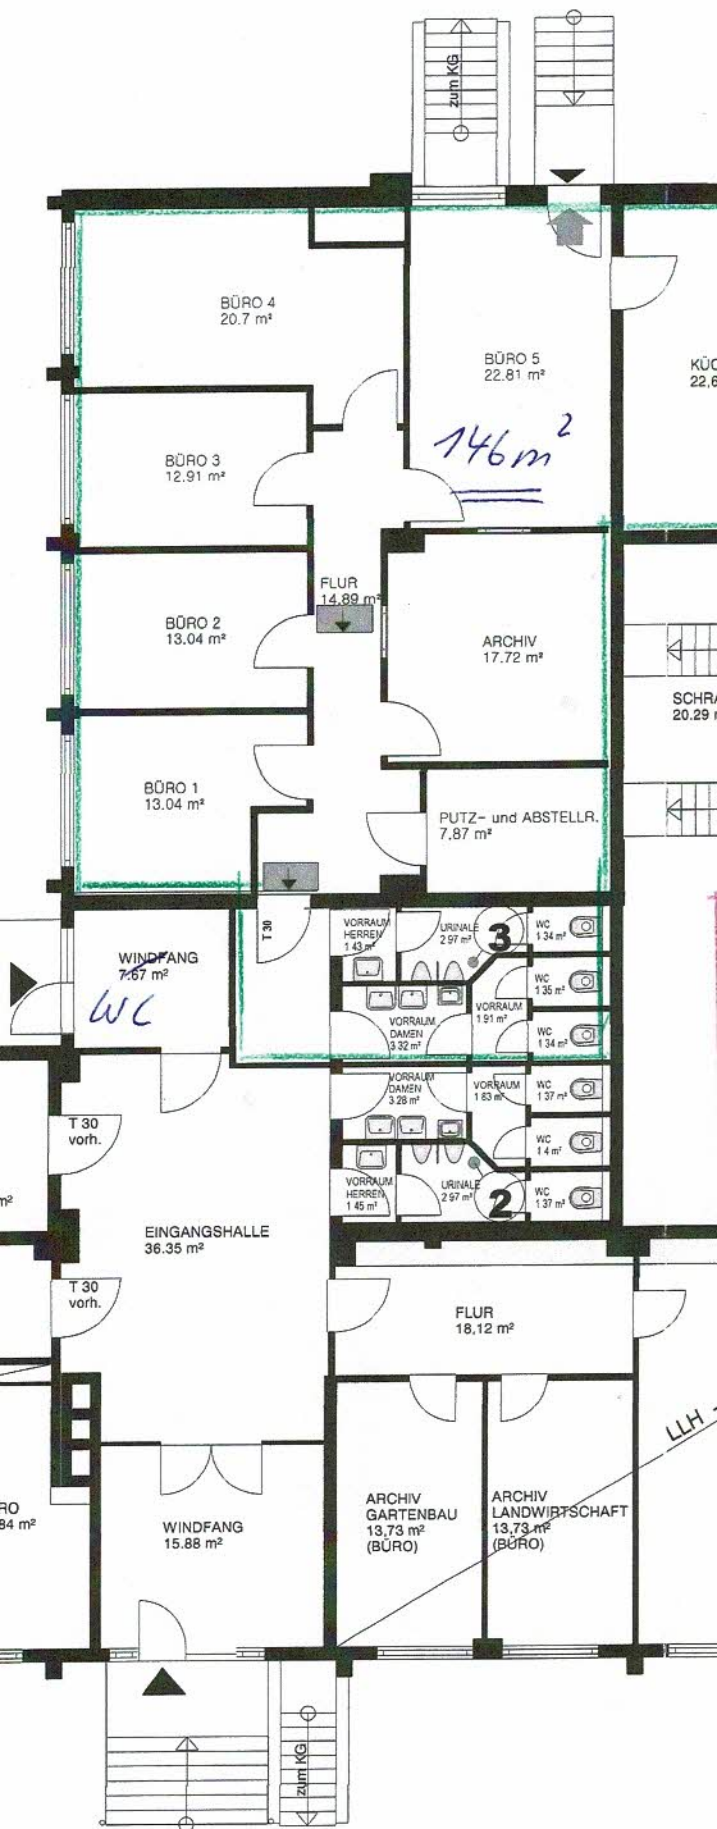 zum KG
BÜRO 4
20.7 m²
BÜRO 5
22.81 m²
146 m²
BÜRO 3
12.91 m²
FLUR
14.89 m²
BÜRO 2
13.04 m²
ARCHIV
17.72 m²
BÜRO 1
13.04 m²
PUTZ- und ABSTELLR.
7.87 m²
T 30
VORRAUM
HERREN
1.43 m²
URINALE
2.97 m²
3
WC
1.34 m²
WINDFANG
7.67 m²
WC
WC
1.35 m²
VORRAUM
1.91 m²
VORRAUM
DAMEN
3.32 m²
WC
1.34 m²
VORRAUM
DAMEN
3.28 m²
VORRAUM
1.83 m²
WC
1.37 m²
T 30
vorh.
WC
1.4 m²
VORRAUM
HERREN
1.45 m²
URINALE
2.97 m²
2
WC
1.37 m²
EINGANGSHALLE
36.35 m²
T 30
vorh.
FLUR
18,12 m²
LLH -
ARCHIV
GARTENBAU
13,73 m²
(BÜRO)
ARCHIV
LANDWIRTSCHAFT
13,73 m²
(BÜRO)
WINDFANG
15.88 m²
zum KG
KÜC
22,6
SCHRA
20.29 m
m²
RO
84 m²